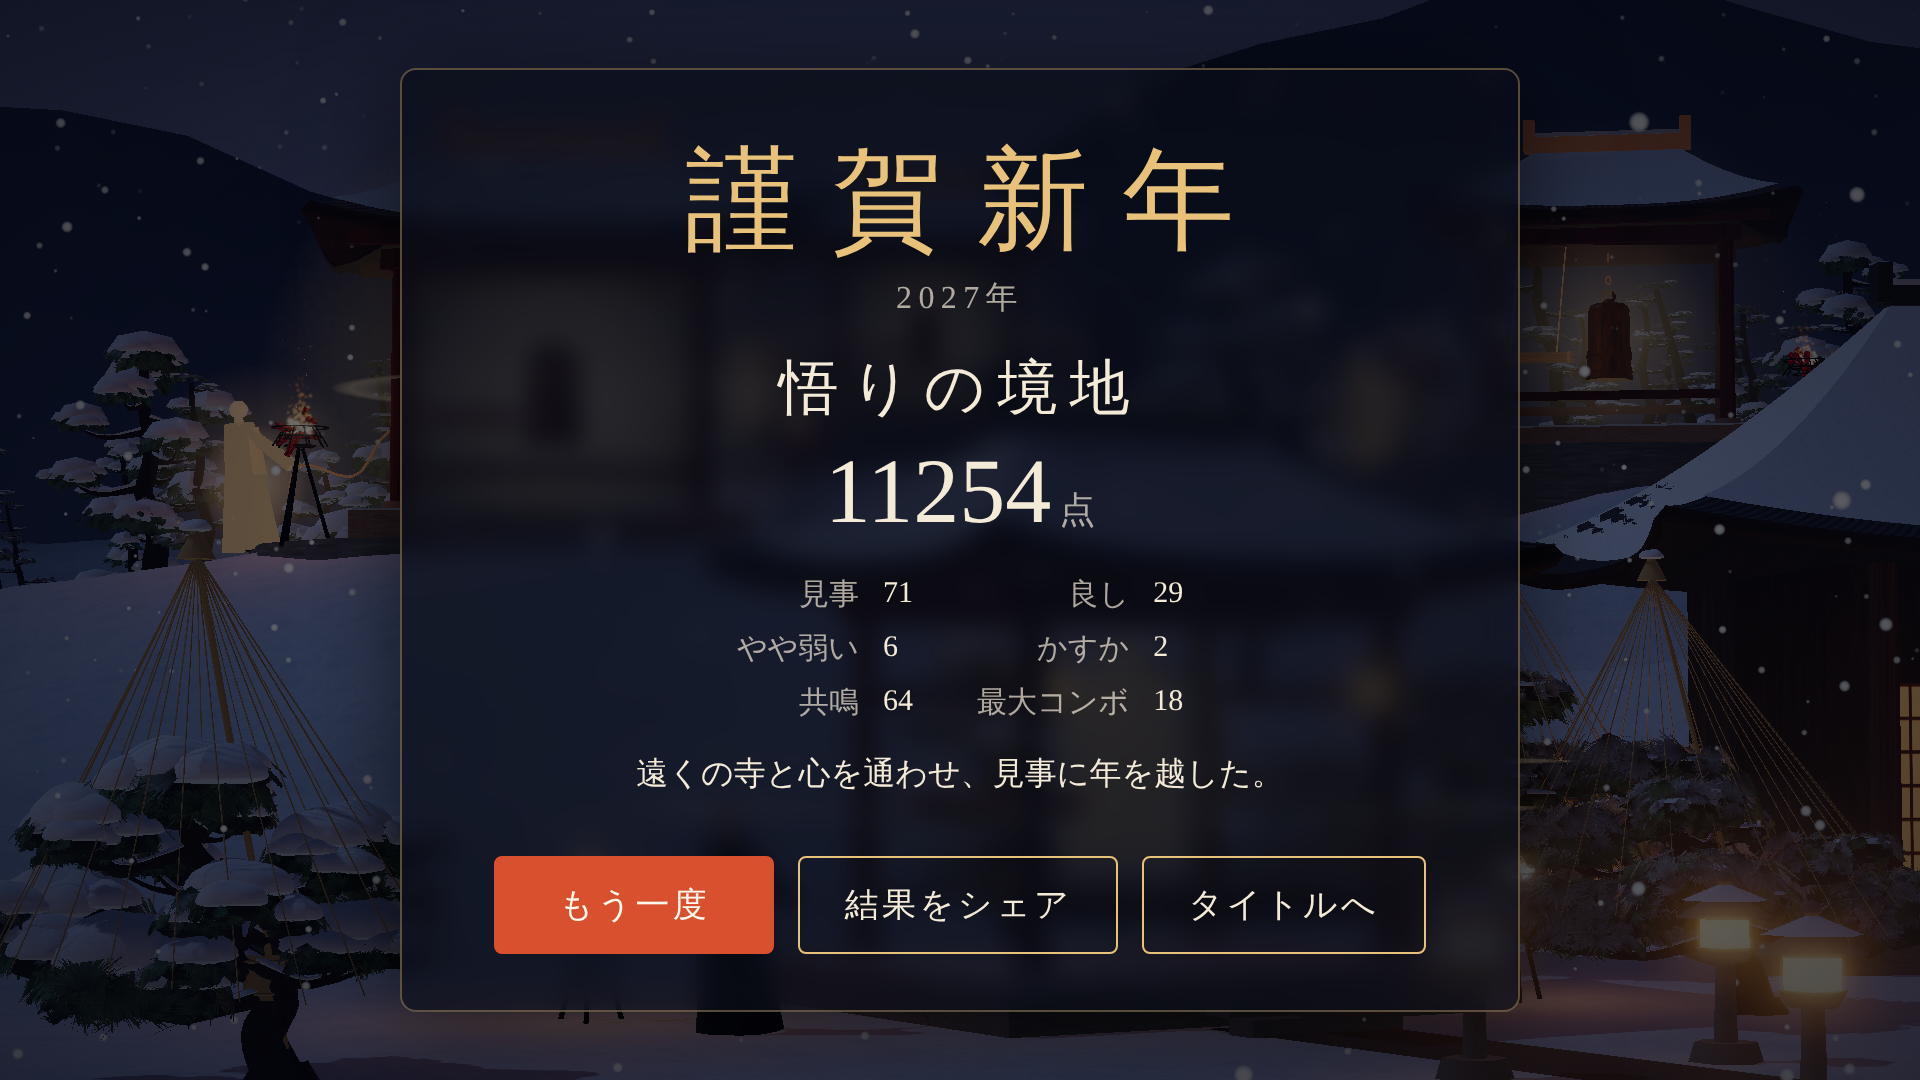 謹賀新年
2027年
悟りの境地
11254点
見事 71 良し 29
やや弱い 6 かすか 2
共鳴 64 最大コンボ 18
遠くの寺と心を通わせ、見事に年を越した。
もう一度 結果をシェア タイトルへ